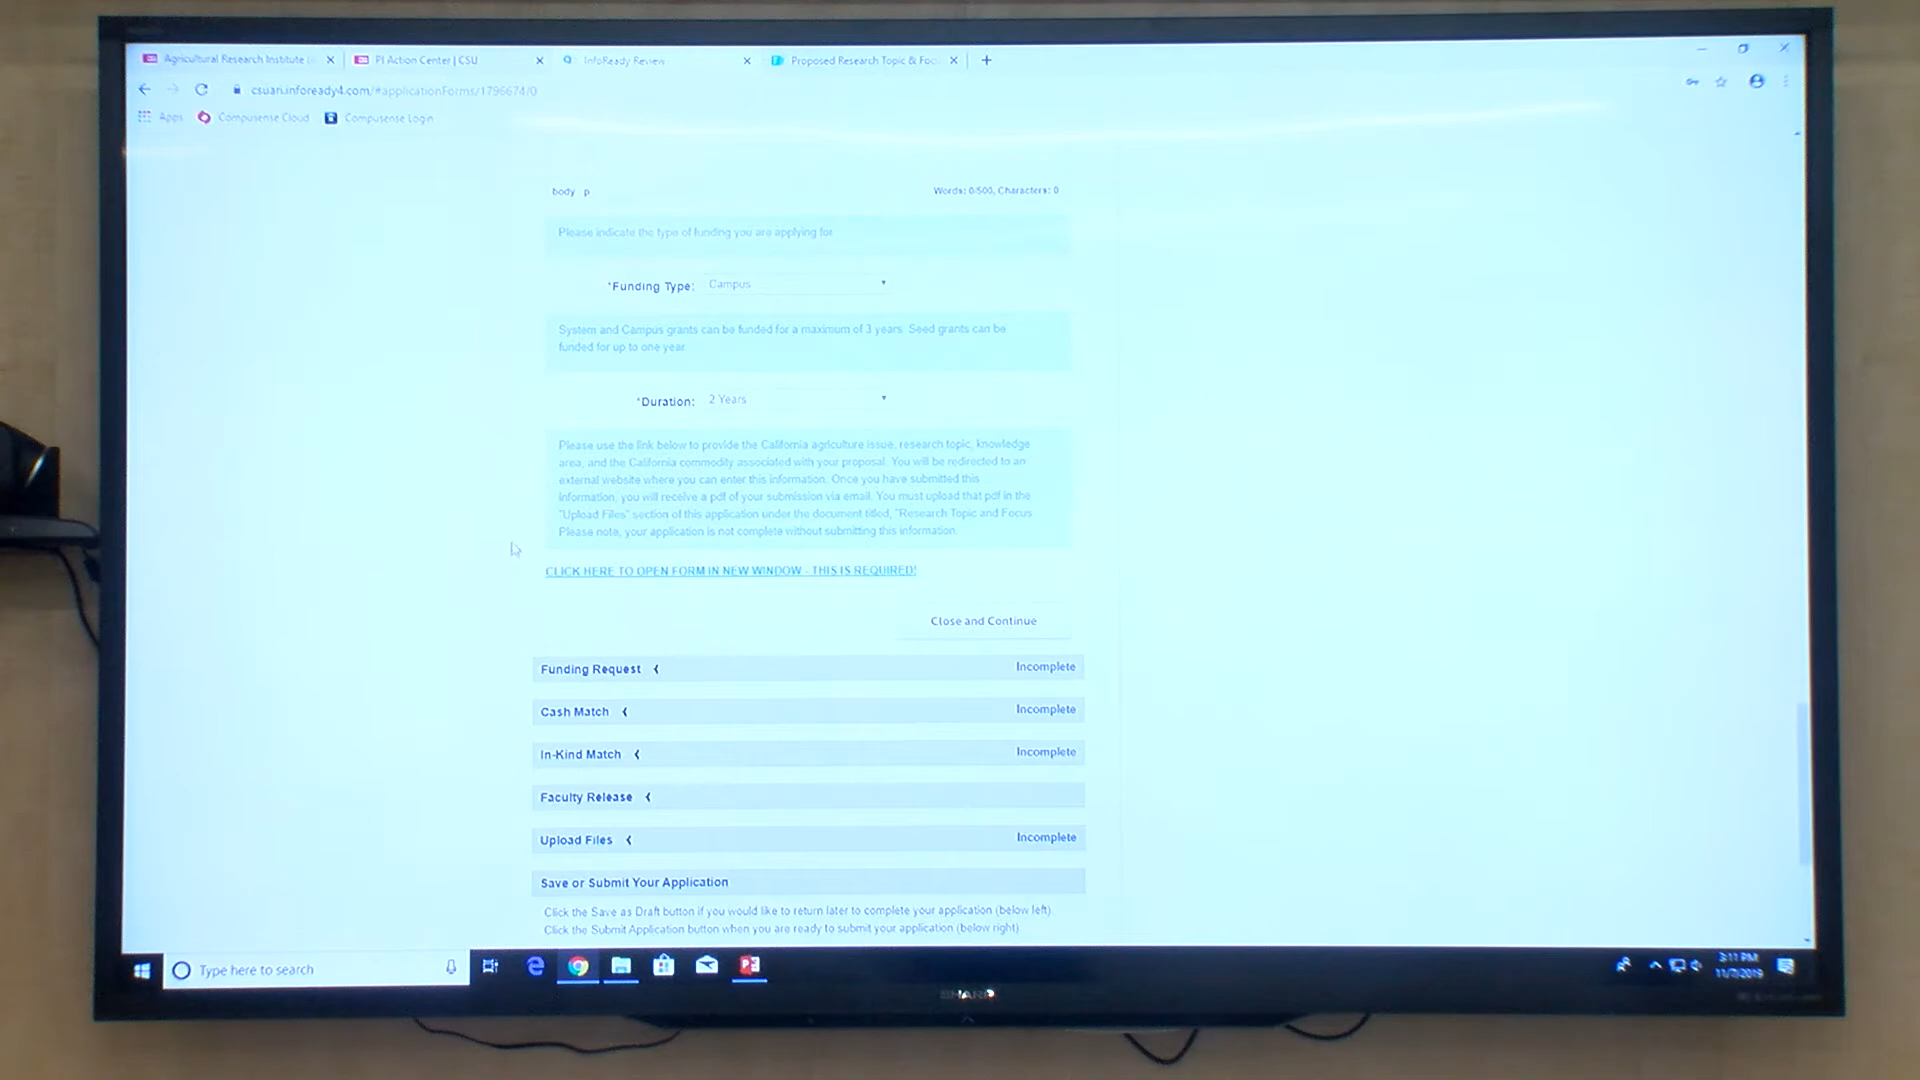 Agricultural Research Institute
PI Action Center | CSU
InfoReady Review
Proposed Research Topic & Foc
csuari.infoready4.com/#applicationForms/1796674/0
Apps
Compusense Cloud
Compusense Login
body p
Words: 0/500, Characters: 0
Please indicate the type of funding you are applying for
*Funding Type: Campus
System and Campus grants can be funded for a maximum of 3 years. Seed grants can be
funded for up to one year
*Duration: 2 Years
Please use the link below to provide the California agriculture issue, research topic, knowledge
area, and the California commodity associated with your proposal. You will be redirected to an
external website where you can enter this information. Once you have submitted this
information, you will receive a pdf of your submission via email. You must upload that pdf in the
"Upload Files" section of this application under the document titled, "Research Topic and Focus
Please note, your application is not complete without submitting this information.
CLICK HERE TO OPEN FORM IN NEW WINDOW - THIS IS REQUIRED!
Close and Continue
Funding Request Incomplete
Cash Match Incomplete
In-Kind Match Incomplete
Faculty Release
Upload Files Incomplete
Save or Submit Your Application
Click the Save as Draft button if you would like to return later to complete your application (below left)
Click the Submit Application button when you are ready to submit your application (below right)
Type here to search
3:11 PM
11/7/2019
SHARP